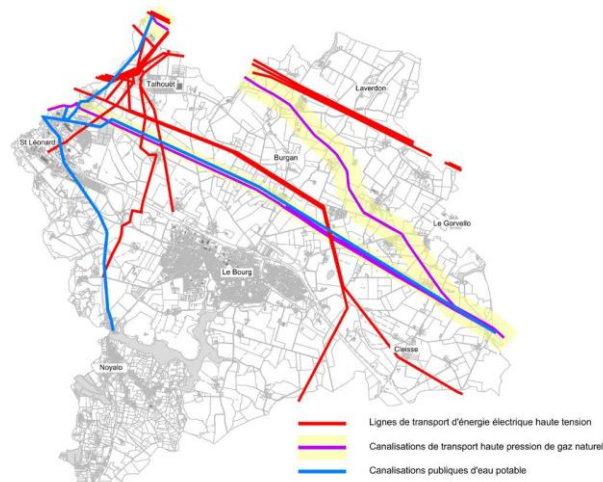 Talhouët
Laverdon
St Léonard
Burgan
Le Gorvello
Le Bourg
Claisse
Noyalo
Lignes de transport d'énergie électrique haute tension
Canalisations de transport haute pression de gaz naturel
Canalisations publiques d'eau potable